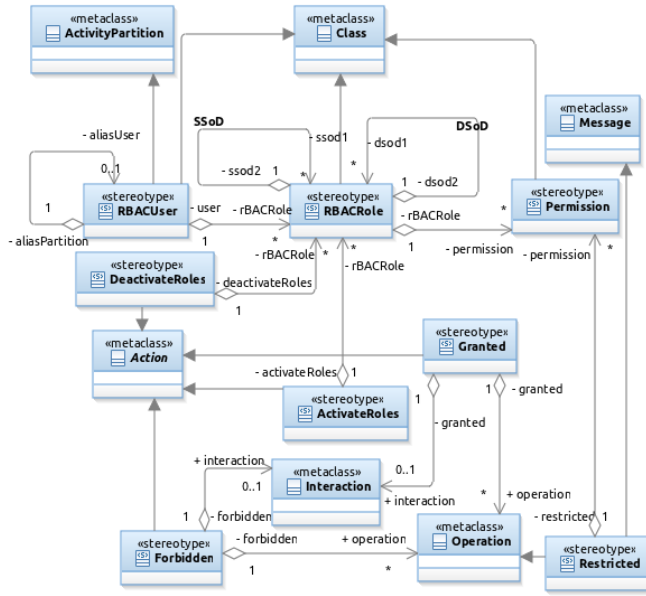 «metaclass»
ActivityPartition
«metaclass»
Class
«metaclass»
Message
- aliasUser
0..1
1
- aliasPartition
SSoD
- ssod1
- ssod2
1
*
DSoD
- dsod1
*
1
- dsod2
«stereotype»
RBACUser
- user
1
- rBACRole
*
«stereotype»
RBACRole
- rBACRole
1
*
- permission
«stereotype»
Permission
- permission
*
«stereotype»
DeactivateRoles
- deactivateRoles
1
- rBACRole
*
*
- rBACRole
«metaclass»
Action
- activateRoles
1
«stereotype»
ActivateRoles
«stereotype»
Granted
1
- granted
1
- granted
+ interaction
0..1
«metaclass»
Interaction
0..1
+ interaction
*
+ operation
1
- forbidden
«stereotype»
Forbidden
- forbidden
1
+ operation
*
«metaclass»
Operation
- restricted
1
«stereotype»
Restricted